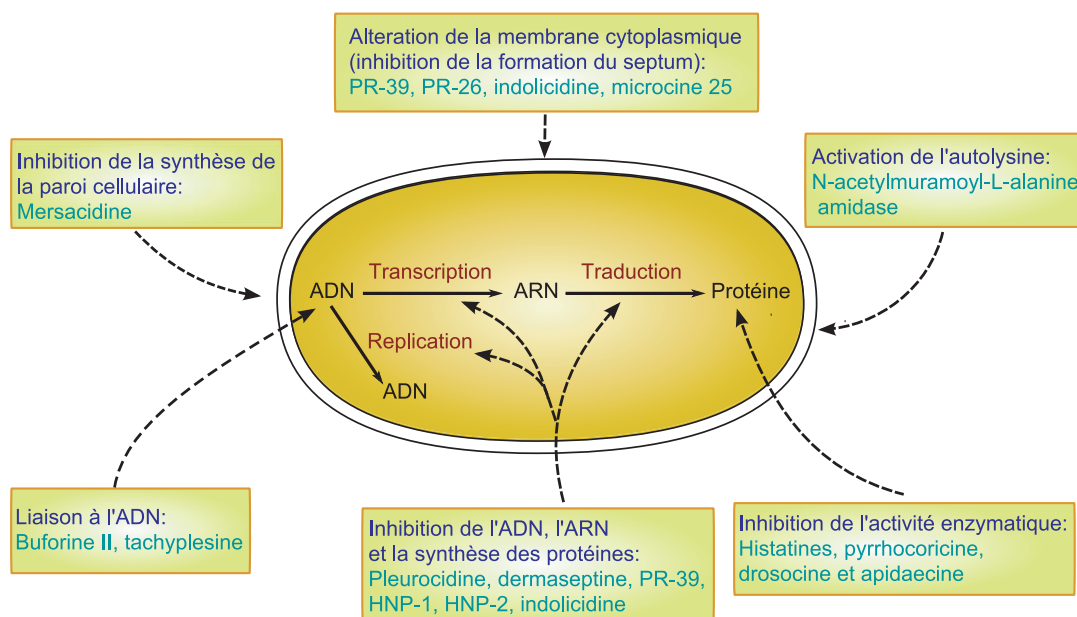 Alteration de la membrane cytoplasmique
(inhibition de la formation du septum):
PR-39, PR-26, indolicidine, microcine 25
Inhibition de la synthèse de
la paroi cellulaire:
Mersacidine
Activation de l'autolysine:
N-acetylmuramoyl-L-alanine
amidase
Transcription
Traduction
ADN
ARN
Protéine
Replication
ADN
Liaison à l'ADN:
Buforine II, tachyplesine
Inhibition de l'ADN, l'ARN
et la synthèse des protéines:
Pleurocidine, dermaseptine, PR-39,
HNP-1, HNP-2, indolicidine
Inhibition de l'activité enzymatique:
Histatines, pyrrhocoricine,
drosocine et apidaecine